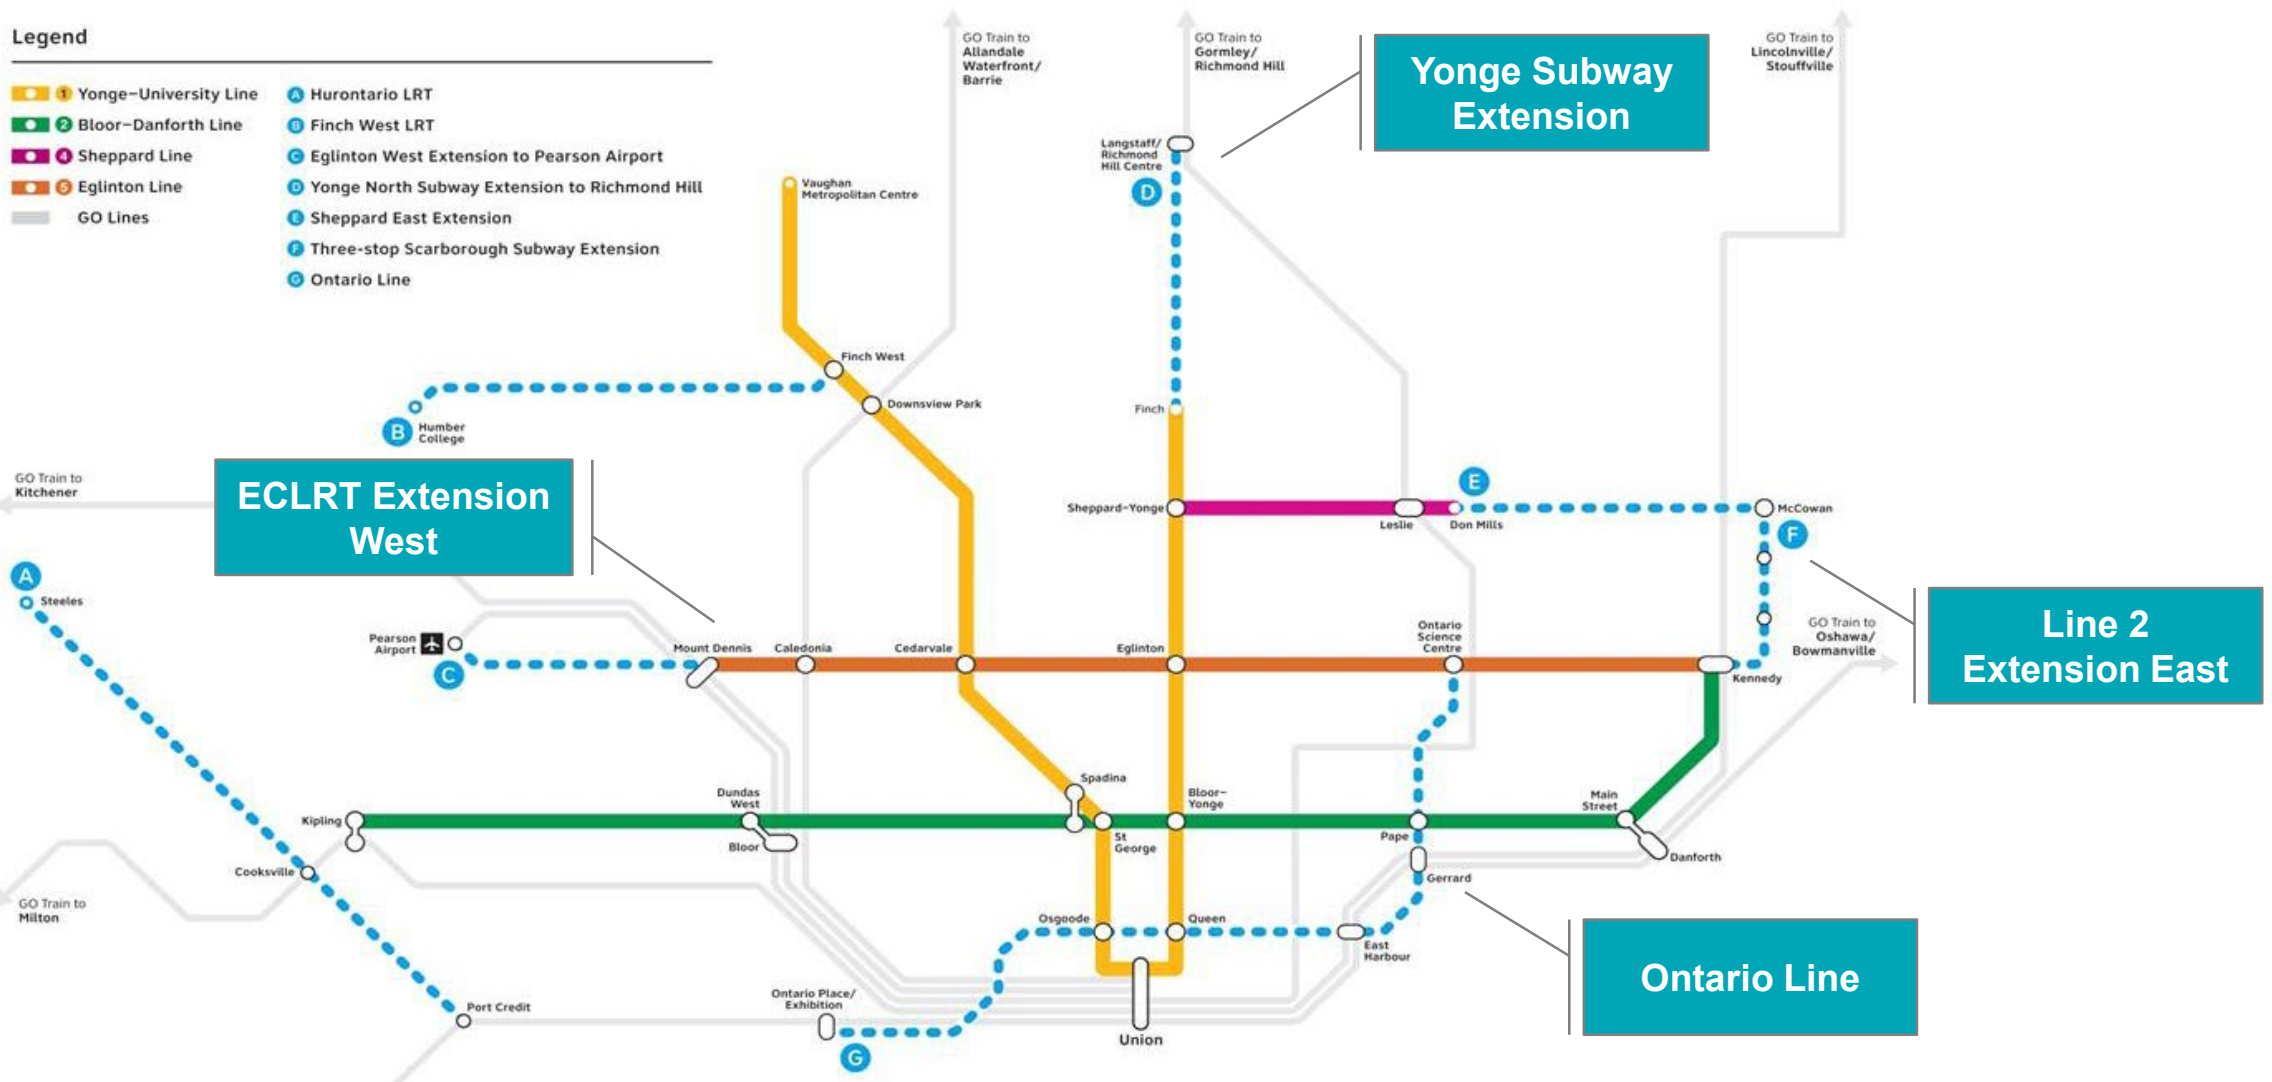 Legend
1 Yonge–University Line
2 Bloor–Danforth Line
4 Sheppard Line
5 Eglinton Line
GO Lines
A Hurontario LRT
B Finch West LRT
C Eglinton West Extension to Pearson Airport
D Yonge North Subway Extension to Richmond Hill
E Sheppard East Extension
F Three-stop Scarborough Subway Extension
G Ontario Line
GO Train to
Allandale
Waterfront/
Barrie
GO Train to
Gormley/
Richmond Hill
Yonge Subway
Extension
GO Train to
Lincolnville/
Stouffville
Langstaff/
Richmond
Hill Centre
D
Vaughan
Metropolitan Centre
Finch West
Downsview Park
Finch
B
Humber
College
GO Train to
Kitchener
ECLRT Extension
West
Sheppard–Yonge
Leslie
Don Mills
E
McCowan
F
A
Steeles
Pearson
Airport
C
Mount Dennis
Caledonia
Cedarvale
Eglinton
Ontario
Science
Centre
Kennedy
GO Train to
Oshawa/
Bowmanville
Line 2
Extension East
Spadina
Dundas
West
Bloor–
Yonge
Main
Street
Kipling
Bloor
St
George
Pape
Danforth
Cooksville
Gerrard
GO Train to
Milton
Osgoode
Queen
East
Harbour
Ontario Line
Ontario Place/
Exhibition
Port Credit
Union
G